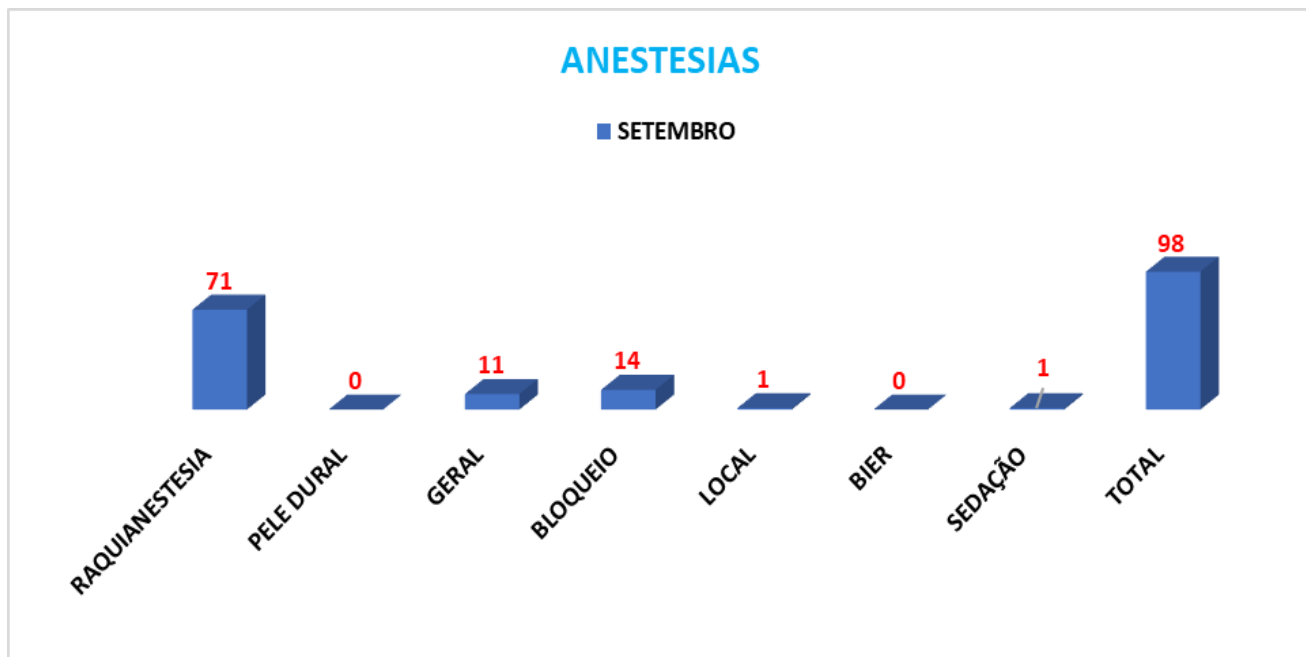 ANESTESIAS
SETEMBRO
71
0
11
14
1
0
1
98
RAQUIANESTESIA
PELE DURAL
GERAL
BLOQUEIO
LOCAL
BIER
SEDAÇÃO
TOTAL